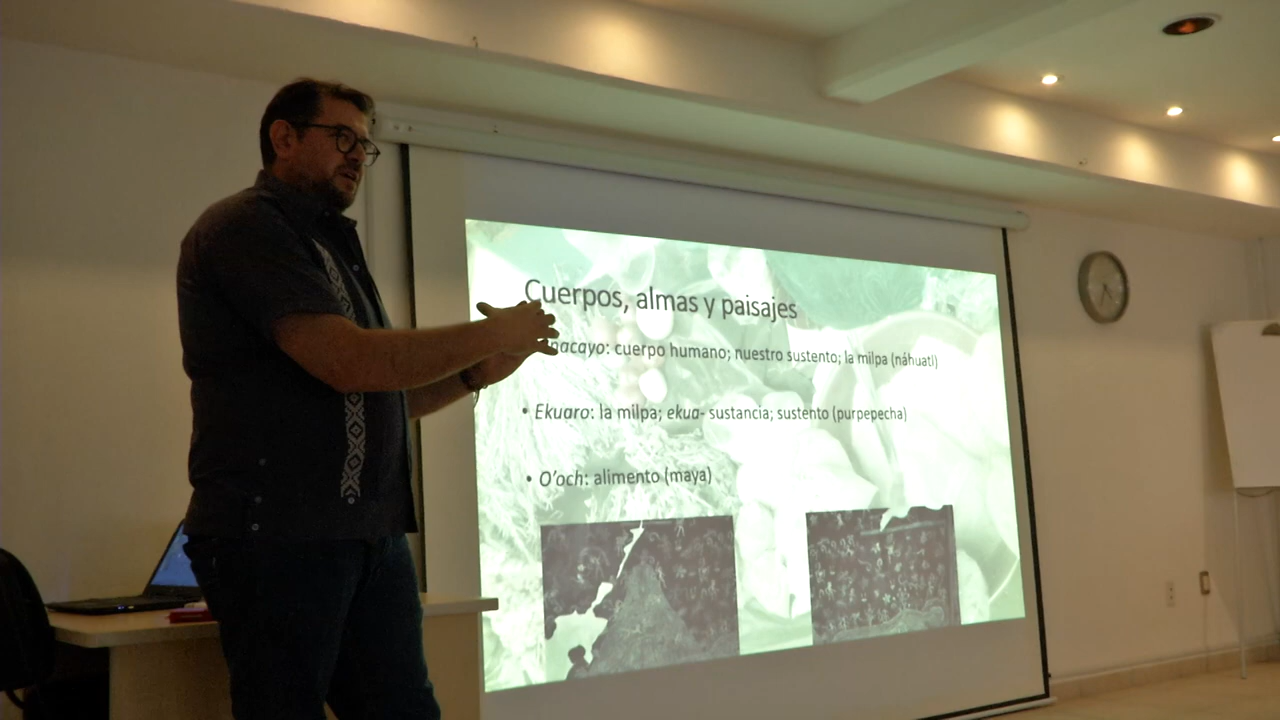 Cuerpos, almas y paisajes
cuerpo humano; nuestro sustento; la milpa (náhuatl)
• Ekuaro: la milpa; ekua- sustancia; sustento (purpepecha)
• O'och: alimento (maya)